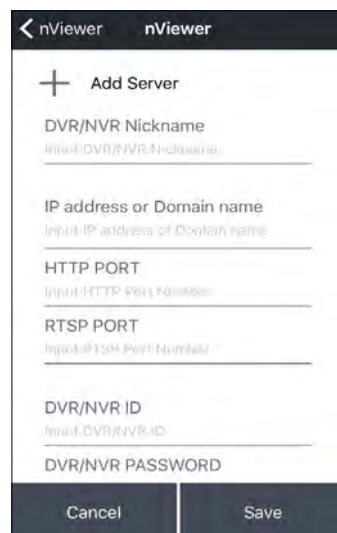 nViewer nViewer
Add Server
DVR/NVR Nickname
Input DVR/NVR Nickname
IP address or Domain name
Input IP address or Domain name
HTTP PORT
Input HTTP Port Number
RTSP PORT
Input RTSP Port Number
DVR/NVR ID
Input DVR/NVR ID
DVR/NVR PASSWORD
Cancel Save